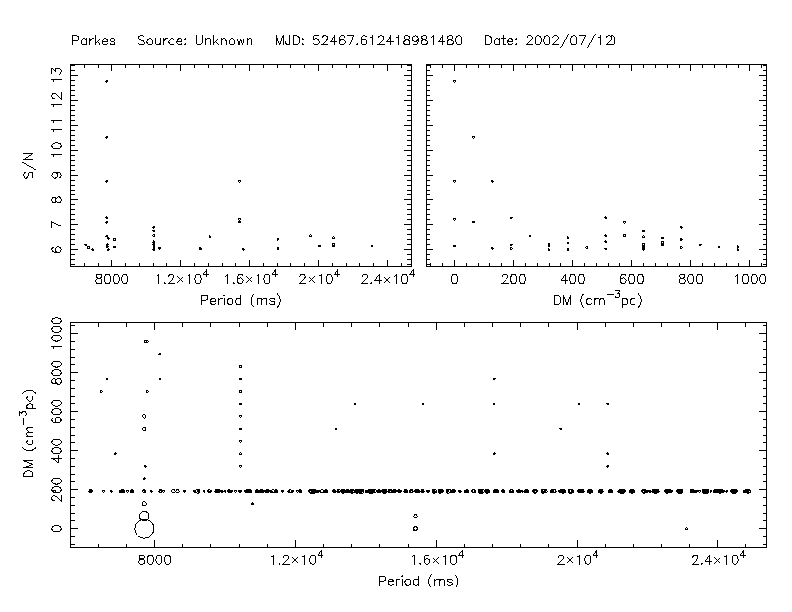 Parkes Source: Unknown MJD: 52467.612418981480 Date: 2002/07/12
13
12
11
10
9
8
7
6
S/N
8000 1.2×10⁴ 1.6×10⁴ 2×10⁴ 2.4×10⁴
Period (ms)
0 200 400 600 800 1000
DM (cm⁻³pc)
1000
800
600
400
200
0
DM (cm⁻³pc)
8000 1.2×10⁴ 1.6×10⁴ 2×10⁴ 2.4×10⁴
Period (ms)